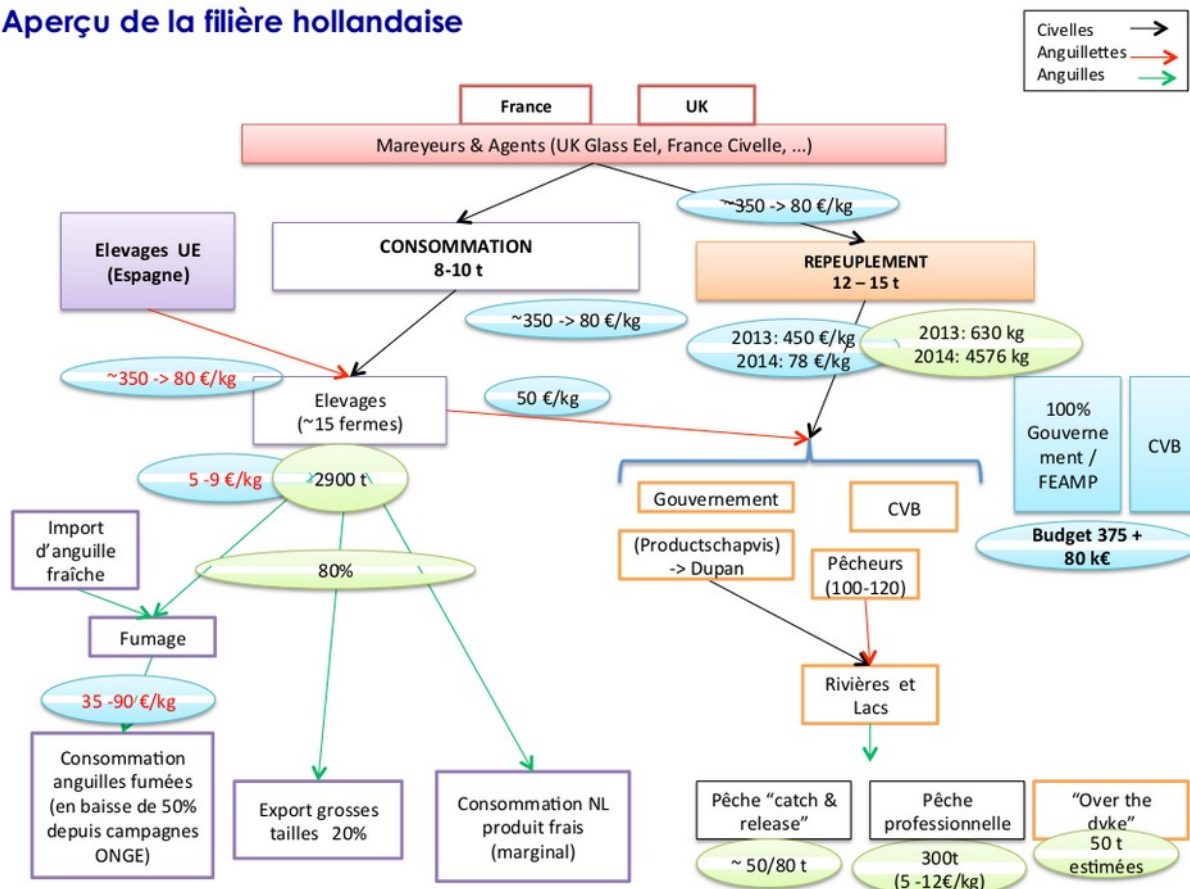 Aperçu de la filière hollandaise
Civelles
Anguillettes
Anguilles
France
UK
Mareyeurs & Agents (UK Glass Eel, France Civelle, ...)
~350 -> 80 €/kg
Elevages UE
(Espagne)
CONSOMMATION
8-10 t
REPEUPLEMENT
12 – 15 t
~350 -> 80 €/kg
2013: 450 €/kg
2014: 78 €/kg
2013: 630 kg
2014: 4576 kg
~350 -> 80 €/kg
Elevages
(~15 fermes)
50 €/kg
100%
Gouverne
ment /
FEAMP
CVB
5 -9 €/kg
2900 t
Gouvernement
CVB
Import
d'anguille
fraîche
(Productschapvis)
-> Dupan
Pêcheurs
(100-120)
Budget 375 +
80 k€
80%
Fumage
35 -90 €/kg
Rivières et
Lacs
Consommation
anguilles fumées
(en baisse de 50%
depuis campagnes
ONGE)
Export grosses
tailles 20%
Consommation NL
produit frais
(marginal)
Pêche "catch &
release"
Pêche
professionnelle
"Over the
dyke"
~ 50/80 t
300t
(5 -12€/kg)
50 t
estimées